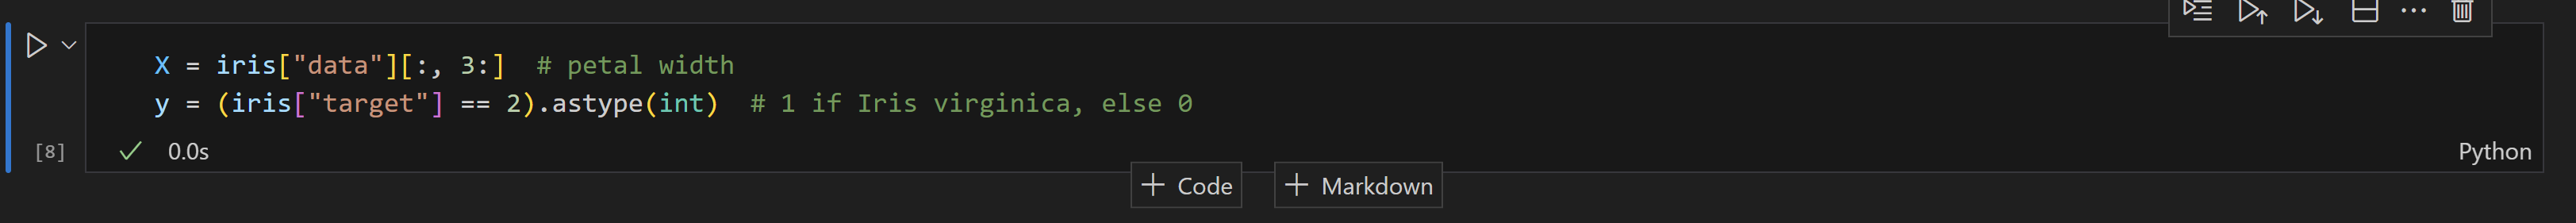 X = iris["data"][:, 3:]  # petal width
y = (iris["target"] == 2).astype(int)  # 1 if Iris virginica, else 0
[8] 0.0s Python
+ Code + Markdown